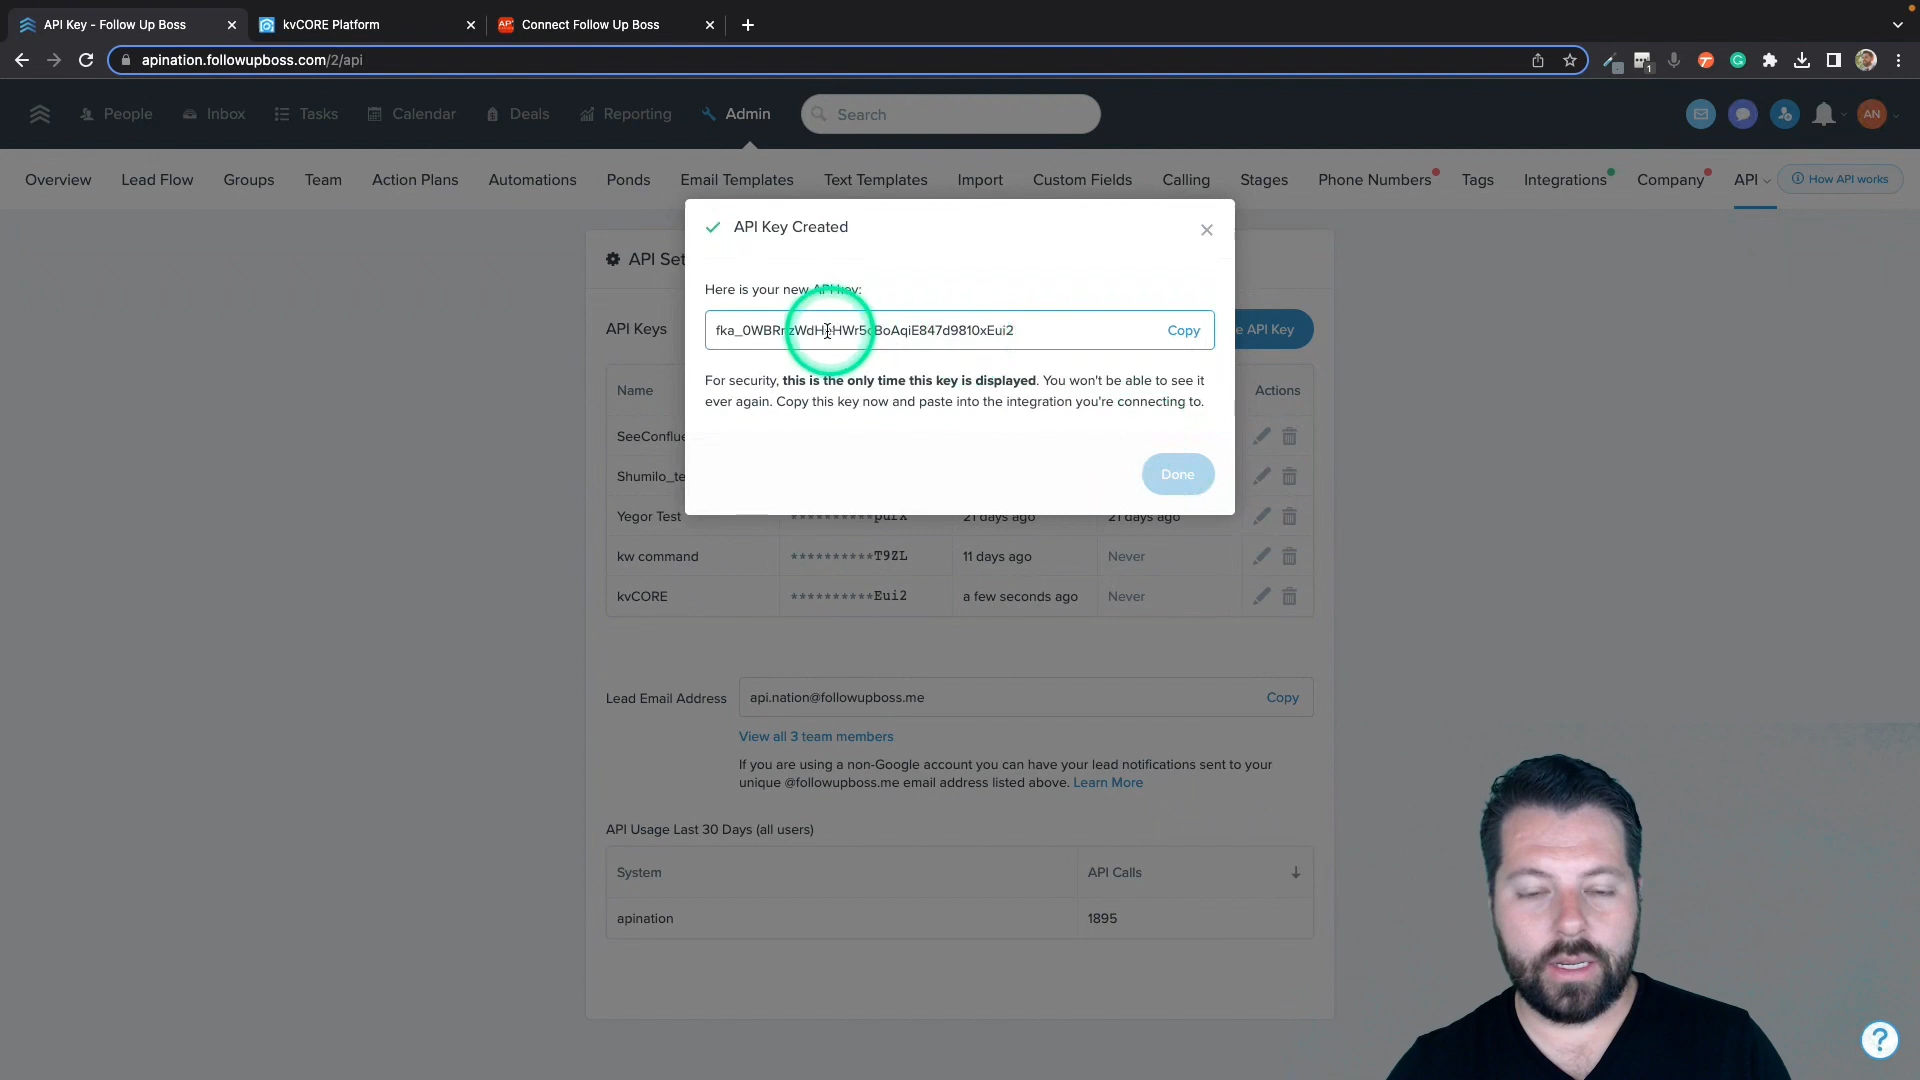 API Key - Follow Up Boss
kvCORE Platform
Connect Follow Up Boss
apination.followupboss.com/2/api
1
People
Inbox
Tasks
Calendar
Deals
Reporting
Admin
Search
AN
Overview
Lead Flow
Groups
Team
Action Plans
Automations
Ponds
Email Templates
Text Templates
Import
Custom Fields
Calling
Stages
Phone Numbers
Tags
Integrations
Company
API
How API works
API Key Created
API Set
Here is your new API key:
API Keys
Copy
e API Key
For security, this is the only time this key is displayed. You won't be able to see it
ever again. Copy this key now and paste into the integration you're connecting to.
Name
Actions
SeeConflue
Shumilo_te
Done
Yegor Test
**********purx
21 days ago
21 days ago
kw command
**********T9ZL
11 days ago
Never
kvCORE
**********Eui2
a few seconds ago
Never
Lead Email Address
api.nation@followupboss.me
Copy
View all 3 team members
If you are using a non-Google account you can have your lead notifications sent to your
unique @followupboss.me email address listed above. Learn More
API Usage Last 30 Days (all users)
System
API Calls
apination
1895
?